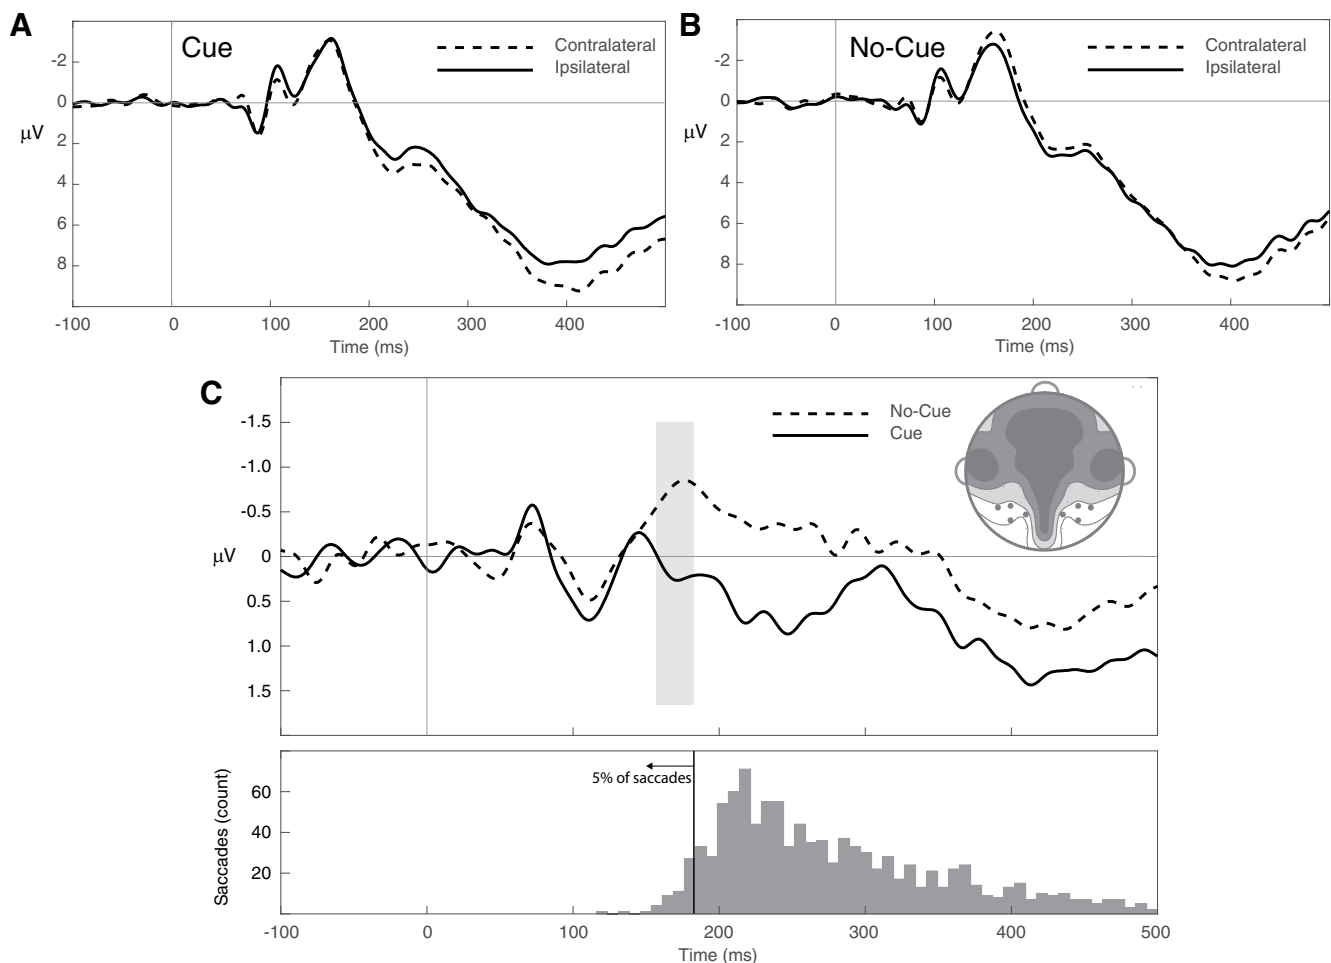 A
Cue
Contralateral
Ipsilateral
-2
0
μV
2
4
6
8
-100
0
100
200
300
400
Time (ms)
B
No-Cue
Contralateral
Ipsilateral
-2
0
μV
2
4
6
8
-100
0
100
200
300
400
Time (ms)
C
No-Cue
Cue
-1.5
-1.0
-0.5
μV
0
0.5
1.0
1.5
5% of saccades
Saccades (count)
60
40
20
-100
0
100
200
300
400
500
Time (ms)